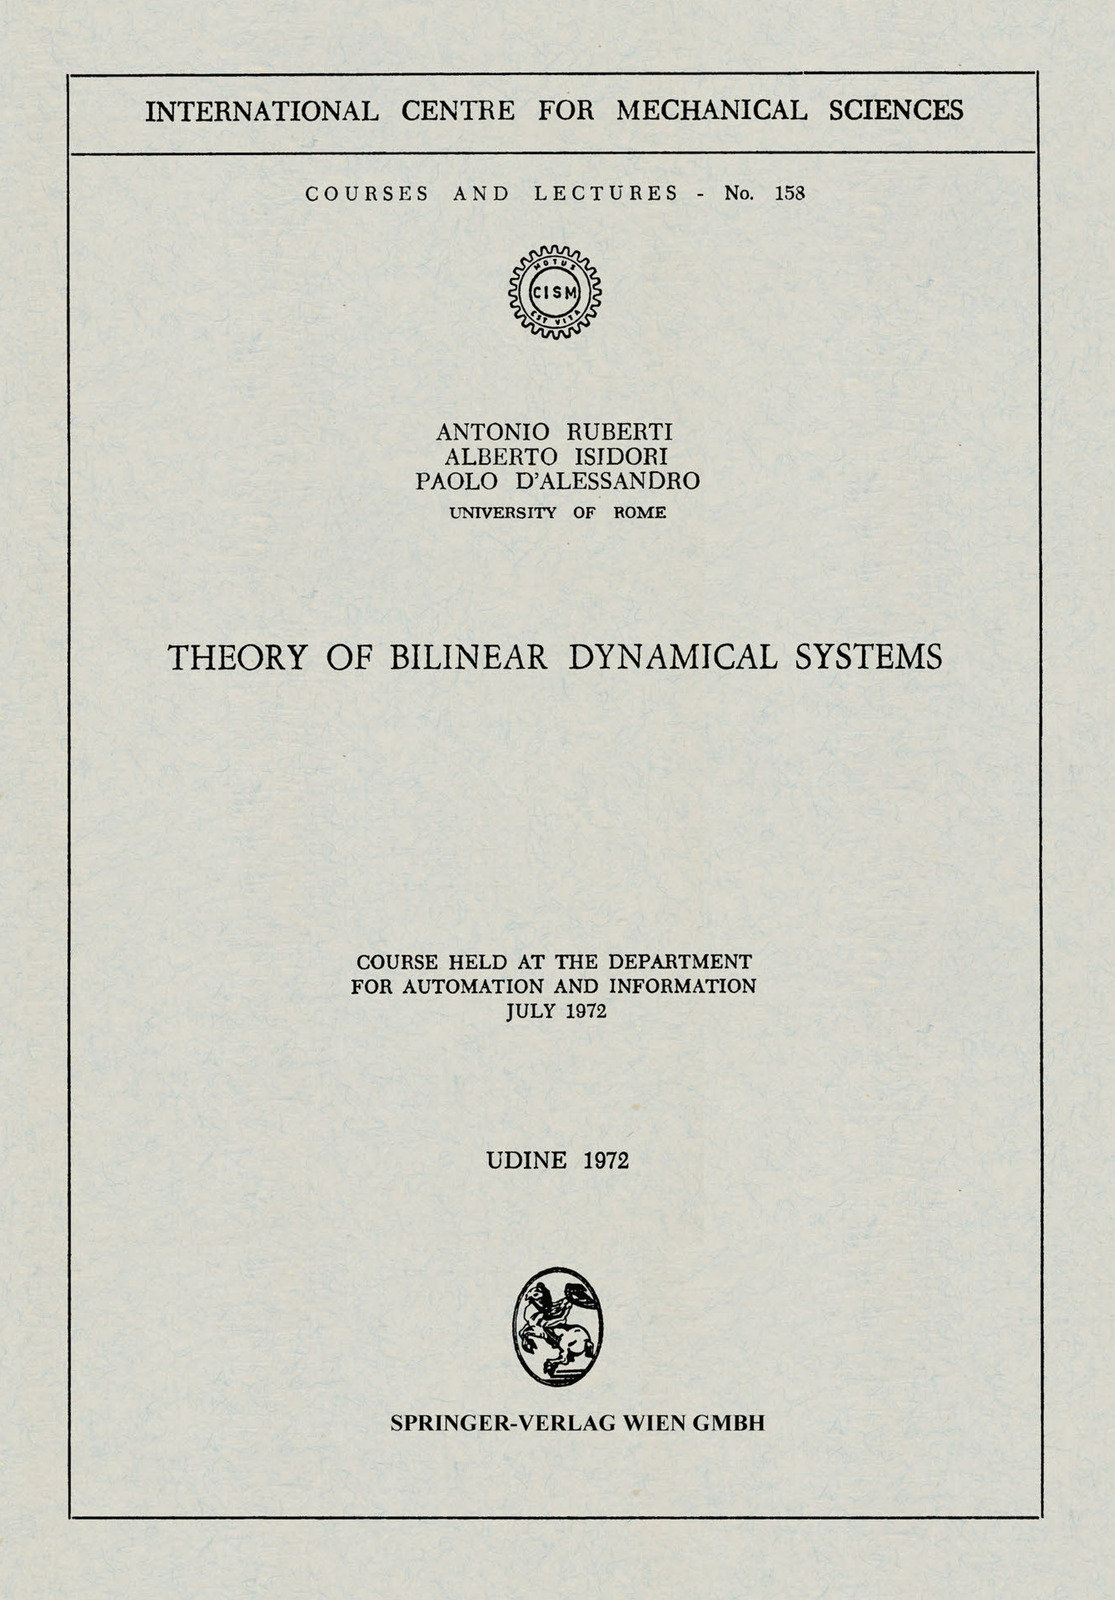 INTERNATIONAL CENTRE FOR MECHANICAL SCIENCES
COURSES AND LECTURES - No. 158
MOTUS
CISM
EST VITA
ANTONIO RUBERTI
ALBERTO ISIDORI
PAOLO D'ALESSANDRO
UNIVERSITY OF ROME
THEORY OF BILINEAR DYNAMICAL SYSTEMS
COURSE HELD AT THE DEPARTMENT
FOR AUTOMATION AND INFORMATION
JULY 1972
UDINE 1972
SPRINGER-VERLAG WIEN GMBH